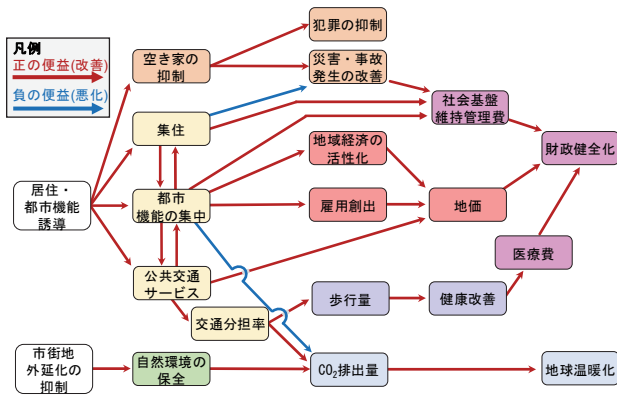 凡例
正の便益(改善)
負の便益(悪化)
空き家の
抑制
犯罪の抑制
災害・事故
発生の改善
集住
社会基盤
維持管理費
地域経済の
活性化
財政健全化
居住・
都市機能
誘導
都市
機能の集中
雇用創出
地価
医療費
公共交通
サービス
交通分担率
歩行量
健康改善
市街地
外延化の
抑制
自然環境の
保全
CO₂排出量
地球温暖化